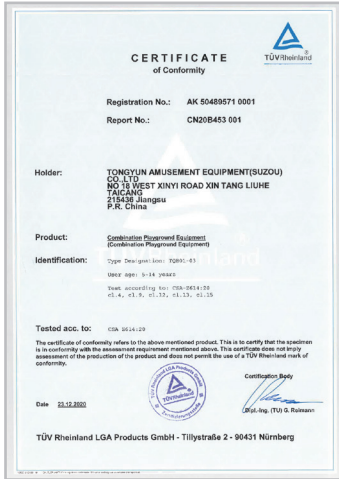 CERTIFICATE
of Conformity
TÜVRheinland®
Registration No.: AK 50489571 0001
Report No.: CN20B453 001
Holder: TONGYUN AMUSEMENT EQUIPMENT(SUZOU)
CO.,LTD
NO 18 WEST XINYI ROAD XIN TANG LIUHE
TAICANG
215436 Jiangsu
P.R. China
Product: Combination Playground Equipment
(Combination Playground Equipment)
Identification: Type Designation: TQB01-03
User age: 5-14 years
Test according to: CSA-Z614:20
cl.4, cl.9, cl.12, cl.13, cl.15
Tested acc. to: CSA Z614:20
The certificate of conformity refers to the above mentioned product. This is to certify that the specimen
is in conformity with the assessment requirement mentioned above. This certificate does not imply
assessment of the production of the product and does not permit the use of a TÜV Rheinland mark of
conformity.
Certification Body
TÜVRheinland
Date 23.12.2020
Dipl.-Ing. (TU) G. Reimann
TÜV Rheinland LGA Products GmbH - Tillystraße 2 - 90431 Nürnberg